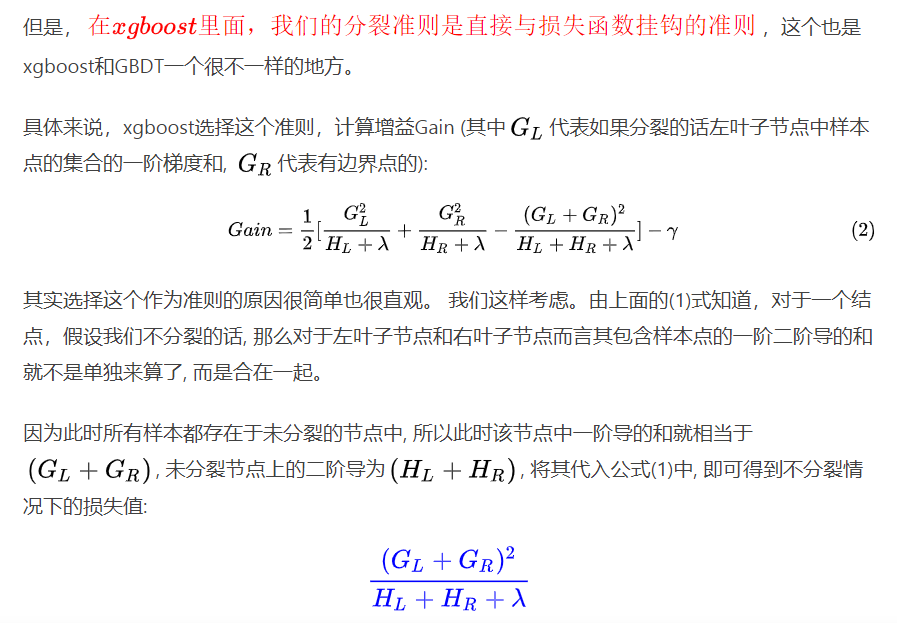 但是， 在xgboost里面，我们的分裂准则是直接与损失函数挂钩的准则 ，这个也是
xgboost和GBDT一个很不一样的地方。
具体来说，xgboost选择这个准则，计算增益Gain (其中 G_L 代表如果分裂的话左叶子节点中样本
点的集合的一阶梯度和, G_R 代表有边界点的):
Gain = \frac{1}{2}[\frac{G_L^2}{H_L + λ} + \frac{G_R^2}{H_R + λ} − \frac{(G_L + G_R)^2}{H_L + H_R + λ}] − γ (2)
其实选择这个作为准则的原因很简单也很直观。 我们这样考虑。由上面的(1)式知道，对于一个结
点，假设我们不分裂的话, 那么对于左叶子节点和右叶子节点而言其包含样本点的一阶二阶导的和
就不是单独来算了, 而是合在一起。
因为此时所有样本都存在于未分裂的节点中, 所以此时该节点中一阶导的和就相当于
(G_L + G_R) , 未分裂节点上的二阶导为 (H_L + H_R) , 将其代入公式(1)中, 即可得到不分裂情
况下的损失值:
\frac{(G_L + G_R)^2}{H_L + H_R + λ}